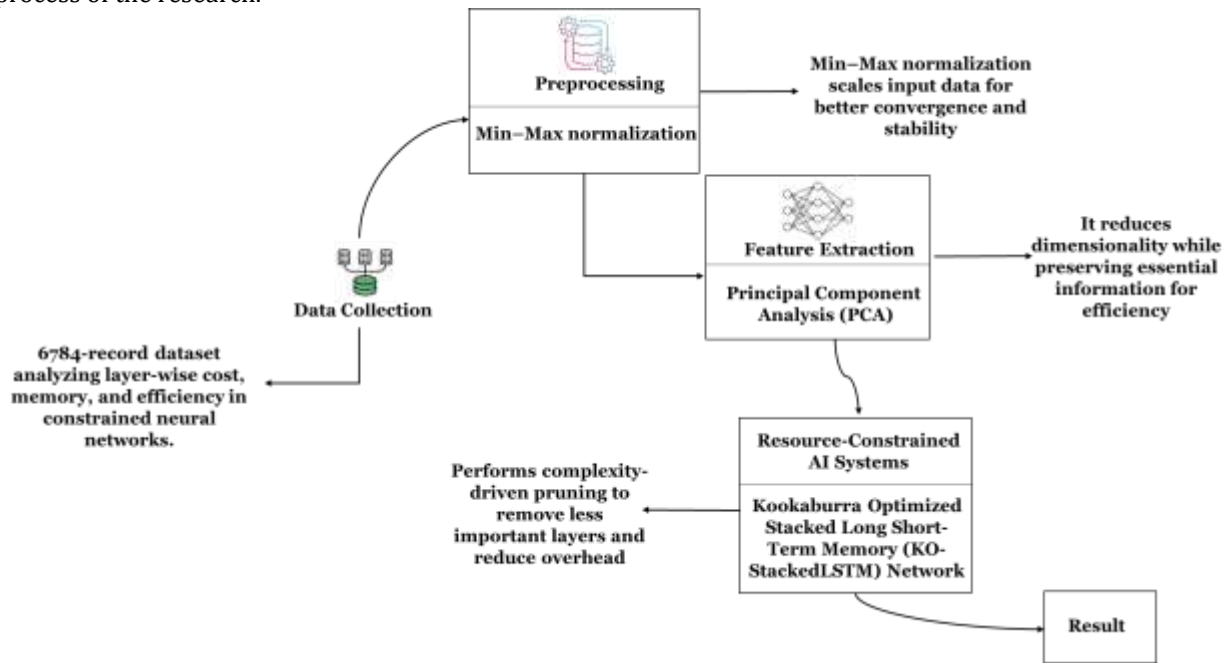 process of the research.
Preprocessing
Min–Max normalization
Min–Max normalization
scales input data for
better convergence and
stability
Data Collection
6784-record dataset
analyzing layer-wise cost,
memory, and efficiency in
constrained neural
networks.
Feature Extraction
Principal Component
Analysis (PCA)
It reduces
dimensionality while
preserving essential
information for
efficiency
Resource-Constrained
AI Systems
Kookaburra Optimized
Stacked Long Short-
Term Memory (KO-
StackedLSTM) Network
Performs complexity-
driven pruning to
remove less
important layers and
reduce overhead
Result